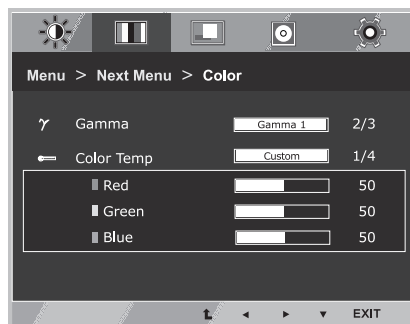 Menu > Next Menu > Color
γ Gamma Gamma 1 2/3
Color Temp Custom 1/4
Red 50
Green 50
Blue 50
EXIT